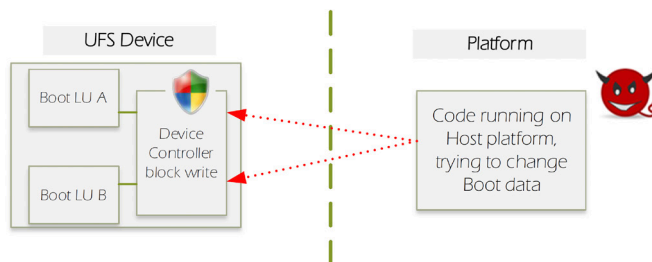 UFS Device
Boot LU A
Boot LU B
Device
Controller
block write
Platform
Code running on
Host platform,
trying to change
Boot data